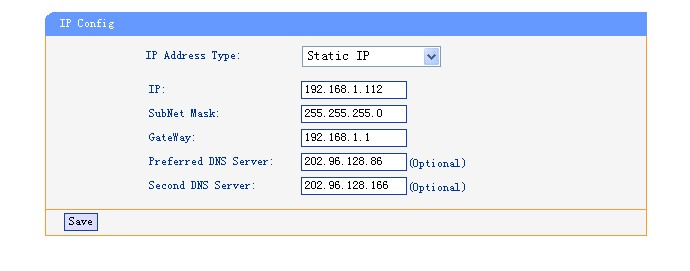 IP Config
IP Address Type: Static IP
IP: 192.168.1.112
SubNet Mask: 255.255.255.0
GateWay: 192.168.1.1
Preferred DNS Server: 202.96.128.86 (Optional)
Second DNS Server: 202.96.128.166 (Optional)
Save